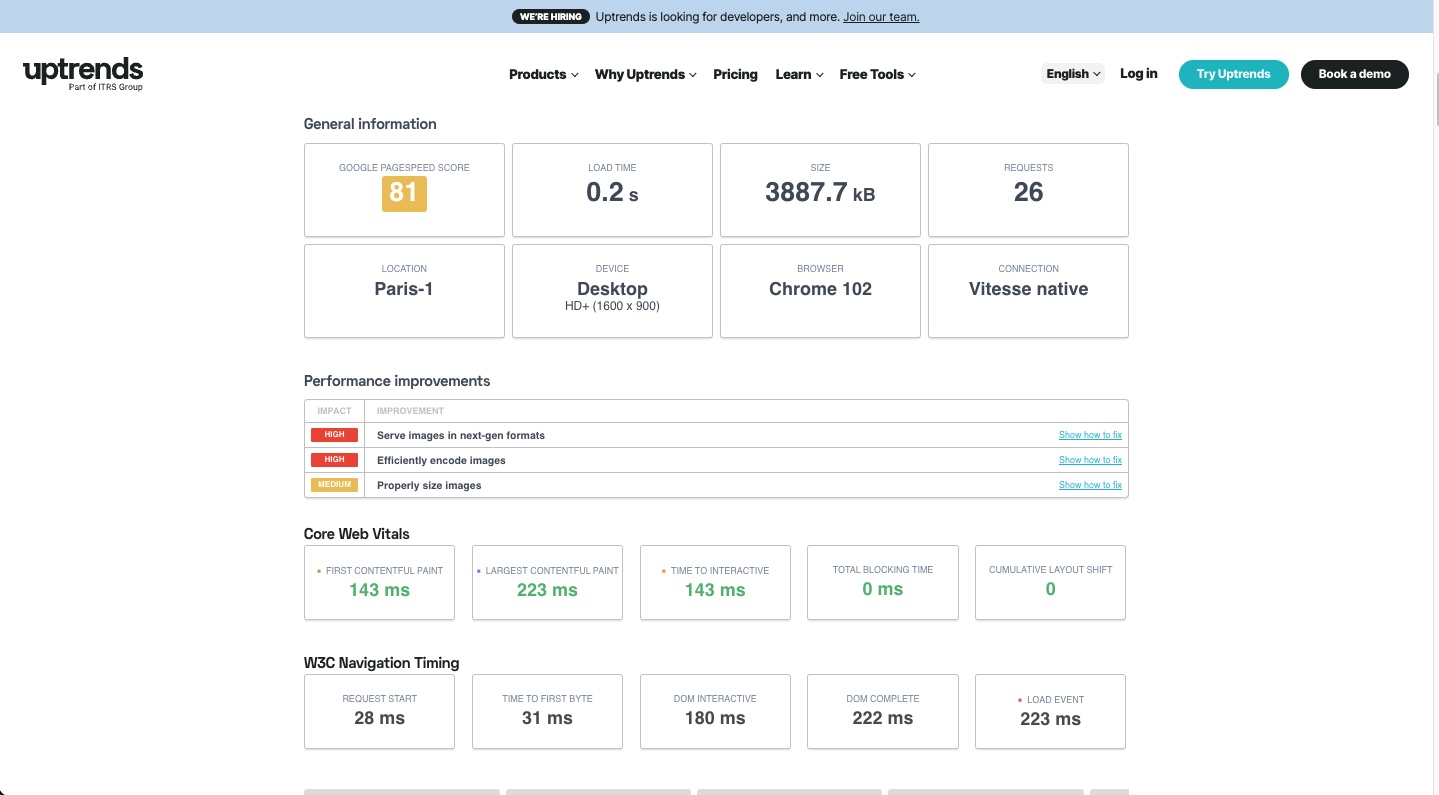 WE'RE HIRING Uptrends is looking for developers, and more. Join our team.
uptrends
Part of ITRS Group
Products Why Uptrends Pricing Learn Free Tools English Log in Try Uptrends Book a demo
General information
GOOGLE PAGESPEED SCORE LOAD TIME SIZE REQUESTS
81 0.2 s 3887.7 kB 26
LOCATION DEVICE BROWSER CONNECTION
Paris-1 Desktop Chrome 102 Vitesse native
HD+ (1600 x 900)
Performance improvements
IMPACT IMPROVEMENT
HIGH Serve images in next-gen formats Show how to fix
HIGH Efficiently encode images Show how to fix
MEDIUM Properly size images Show how to fix
Core Web Vitals
FIRST CONTENTFUL PAINT LARGEST CONTENTFUL PAINT TIME TO INTERACTIVE TOTAL BLOCKING TIME CUMULATIVE LAYOUT SHIFT
143 ms 223 ms 143 ms 0 ms 0
W3C Navigation Timing
REQUEST START TIME TO FIRST BYTE DOM INTERACTIVE DOM COMPLETE LOAD EVENT
28 ms 31 ms 180 ms 222 ms 223 ms